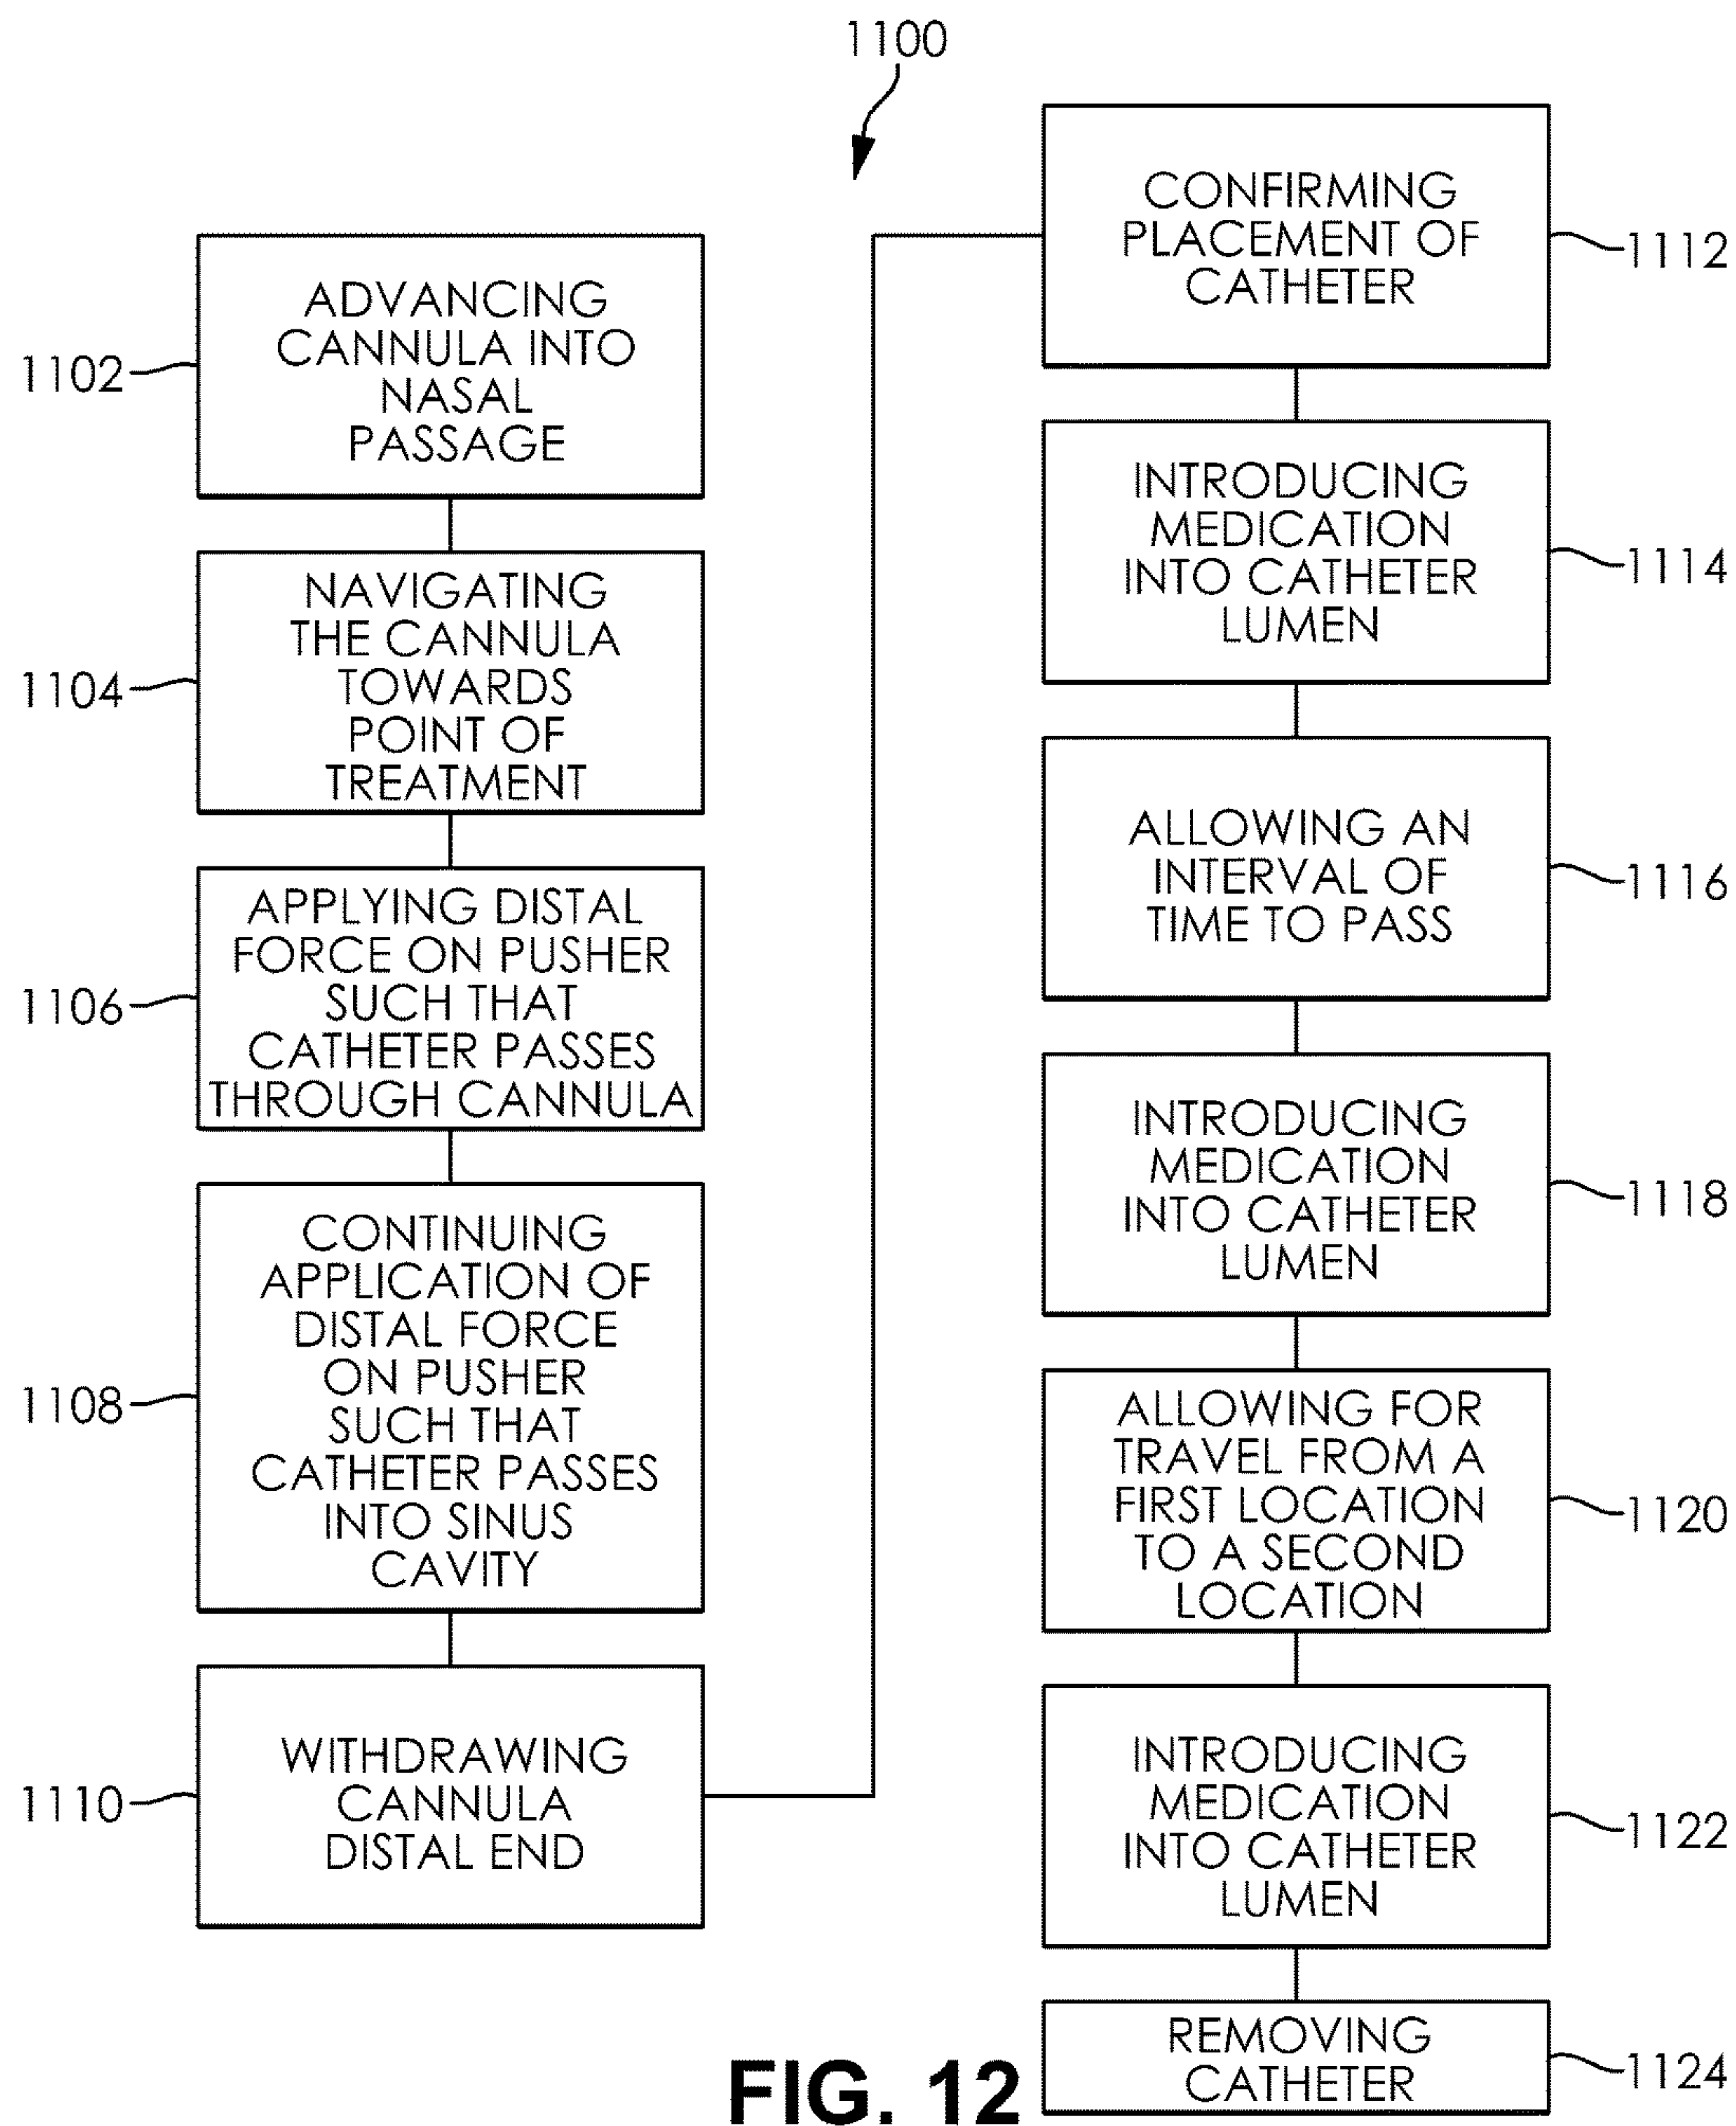 1100
1102
ADVANCING
CANNULA INTO
NASAL
PASSAGE
1104
NAVIGATING
THE CANNULA
TOWARDS
POINT OF
TREATMENT
1106
APPLYING DISTAL
FORCE ON PUSHER
SUCH THAT
CATHETER PASSES
THROUGH CANNULA
1108
CONTINUING
APPLICATION OF
DISTAL FORCE
ON PUSHER
SUCH THAT
CATHETER PASSES
INTO SINUS
CAVITY
1110
WITHDRAWING
CANNULA
DISTAL END
CONFIRMING
PLACEMENT OF
CATHETER
1112
INTRODUCING
MEDICATION
INTO CATHETER
LUMEN
1114
ALLOWING AN
INTERVAL OF
TIME TO PASS
1116
INTRODUCING
MEDICATION
INTO CATHETER
LUMEN
1118
ALLOWING FOR
TRAVEL FROM A
FIRST LOCATION
TO A SECOND
LOCATION
1120
INTRODUCING
MEDICATION
INTO CATHETER
LUMEN
1122
REMOVING
CATHETER
1124
FIG. 12